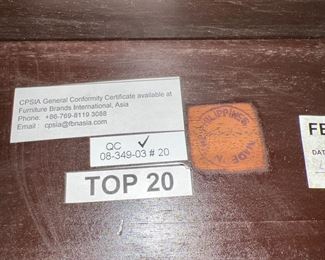 CPSIA General Conformity Certificate available at
Furniture Brands International, Asia
Phone: +86-769-8119 3088
Email : cpsia@fbnasia.com
QC ✓
08-349-03 # 20
TOP 20
PHILIPPINES
MADE IN
FE
DAT